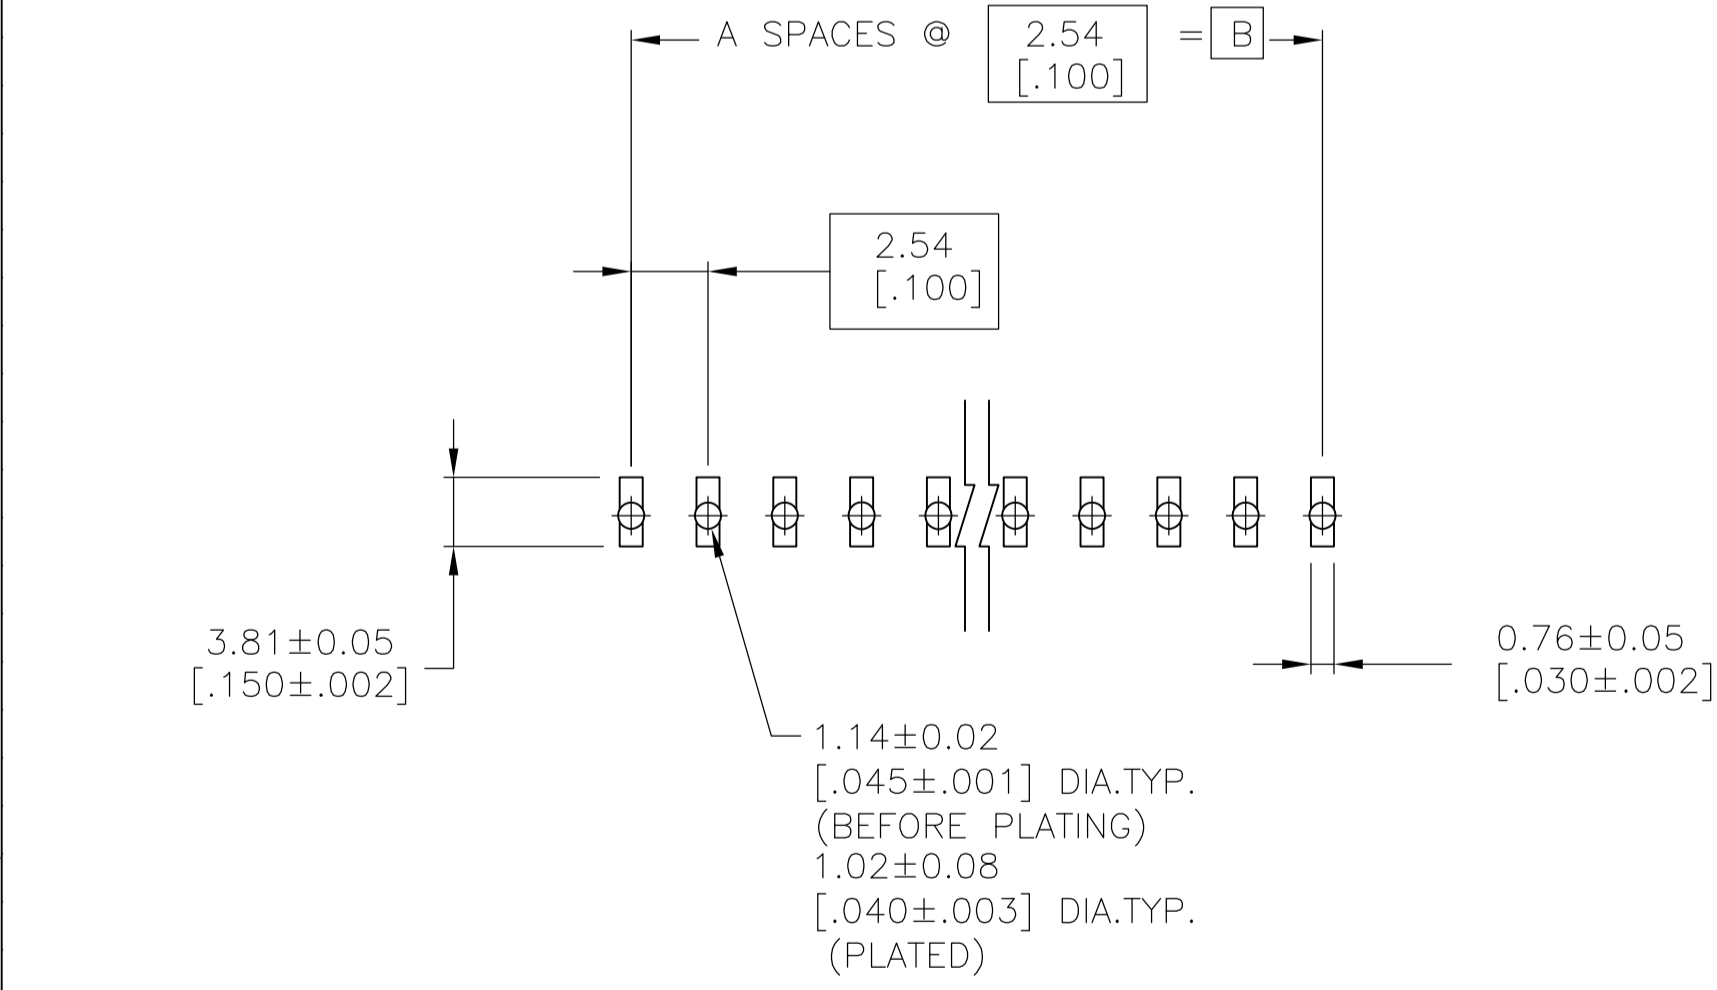 A SPACES @ 2.54 = B
[.100]
2.54
[.100]
3.81±0.05
[.150±.002]
0.76±0.05
[.030±.002]
1.14±0.02
[.045±.001] DIA.TYP.
(BEFORE PLATING)
1.02±0.08
[.040±.003] DIA.TYP.
(PLATED)